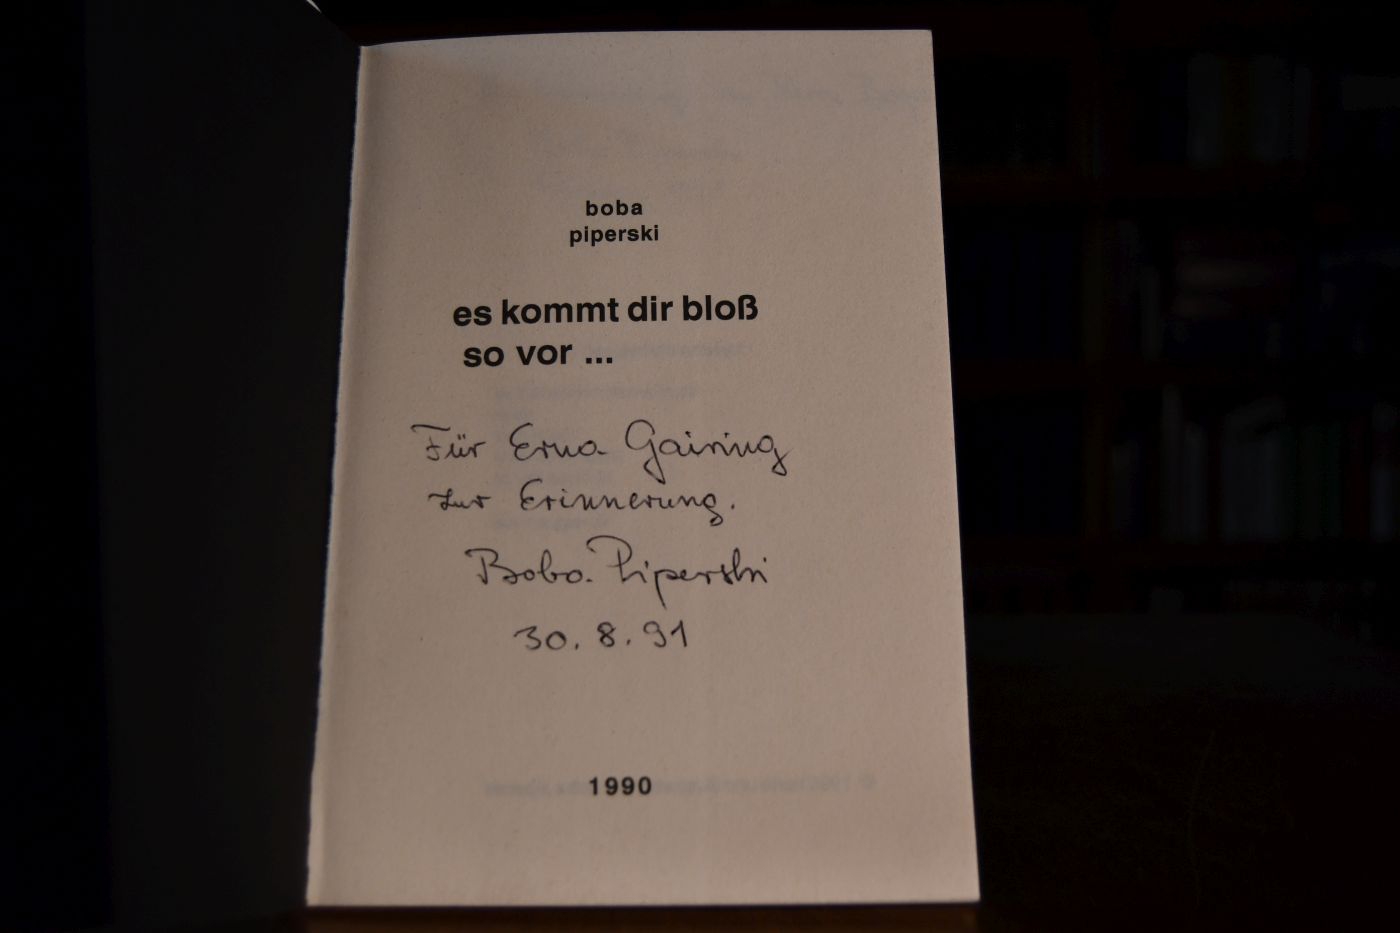 boba
piperski
es kommt dir bloß
so vor ...
Für Erna Gairing
zur Erinnerung.
Boba Piperski
30. 8. 91
1990